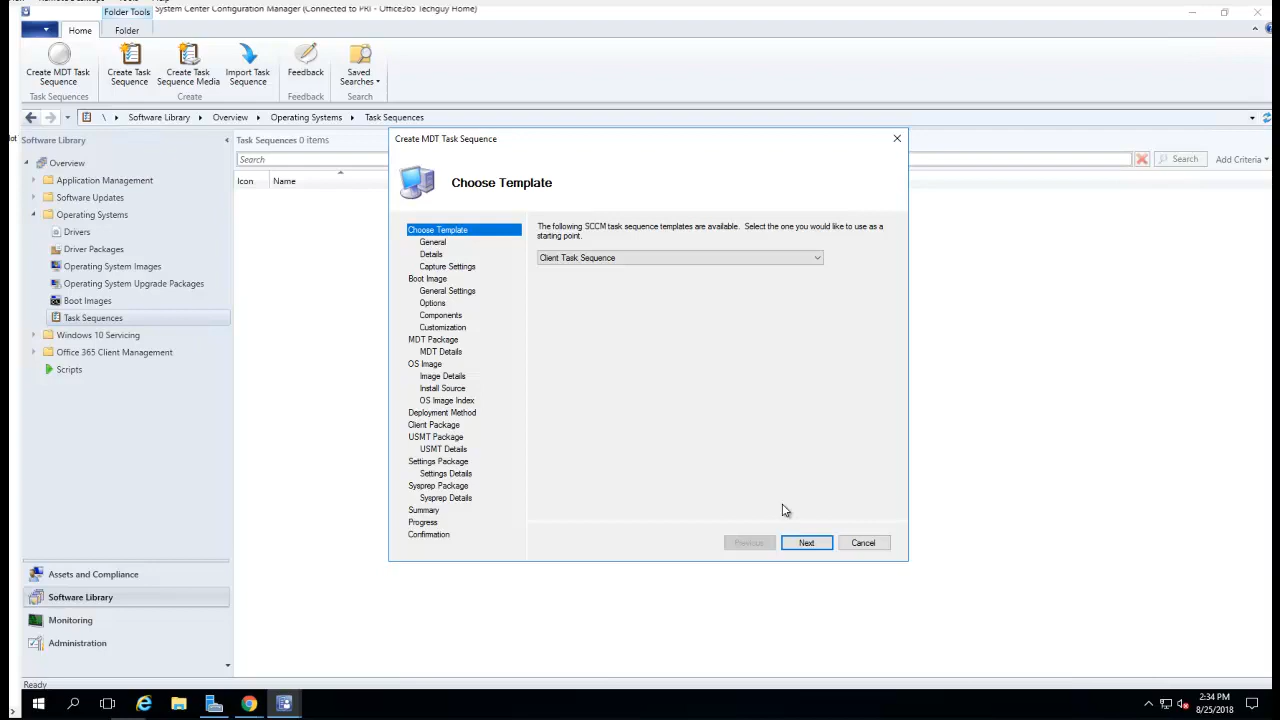 Folder Tools
System Center Configuration Manager (Connected to PRI - Office365 Techguy Home)
Home
Folder
Create MDT Task
Sequence
Create Task
Sequence
Create Task
Sequence Media
Import Task
Sequence
Feedback
Saved
Searches
Task Sequences
Create
Feedback
Search
\
Software Library
Overview
Operating Systems
Task Sequences
Software Library
Overview
Application Management
Software Updates
Operating Systems
Drivers
Driver Packages
Operating System Images
Operating System Upgrade Packages
Boot Images
Task Sequences
Windows 10 Servicing
Office 365 Client Management
Scripts
Assets and Compliance
Software Library
Monitoring
Administration
Ready
Task Sequences 0 items
Search
Search
Add Criteria
Icon
Name
Create MDT Task Sequence
Choose Template
Choose Template
General
Details
Capture Settings
Boot Image
General Settings
Options
Components
Customization
MDT Package
MDT Details
OS Image
Image Details
Install Source
OS Image Index
Deployment Method
Client Package
USMT Package
USMT Details
Settings Package
Settings Details
Sysprep Package
Sysprep Details
Summary
Progress
Confirmation
The following SCCM task sequence templates are available. Select the one you would like to use as a
starting point.
Client Task Sequence
Previous
Next
Cancel
2:34 PM
8/25/2018